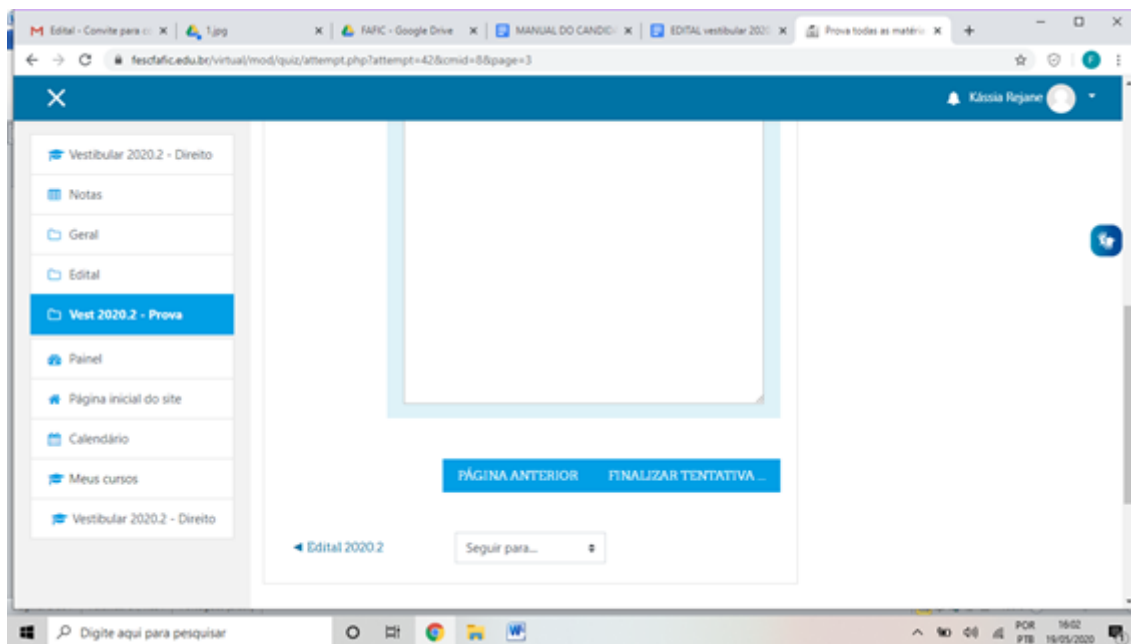 Edital - Convite para c
1.jpg
FAFIC - Google Drive
MANUAL DO CANDID
EDITAL vestibular 202
Prova todas as matéri
fescfafic.edu.br/virtual/mod/quiz/attempt.php?attempt=42&cmid=8&page=3
Kássia Rejane
Vestibular 2020.2 - Direito
Notas
Geral
Edital
Vest 2020.2 - Prova
Painel
Página inicial do site
Calendário
Meus cursos
Vestibular 2020.2 - Direito
PÁGINA ANTERIOR
FINALIZAR TENTATIVA ...
◄ Edital 2020.2
Seguir para...
Digite aqui para pesquisar
POR
PTB
16:02
19/05/2020